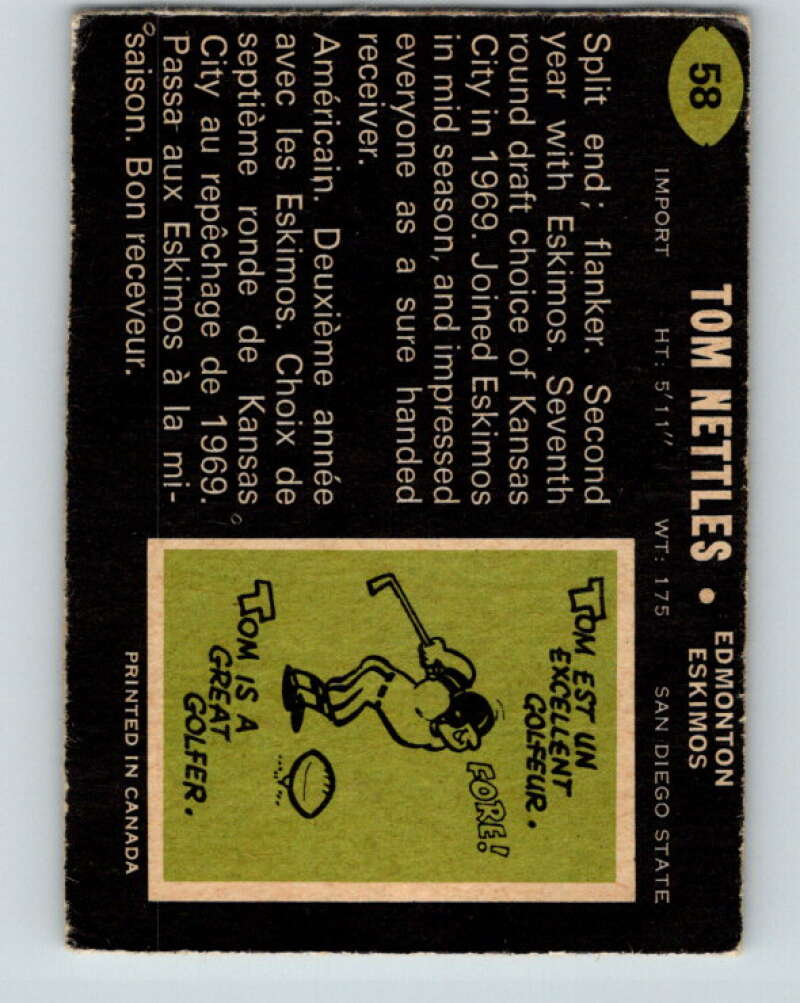 58
TOM NETTLES • EDMONTON
ESKIMOS
IMPORT HT: 5'11" WT: 175 SAN DIEGO STATE
Split end; flanker. Second
year with Eskimos. Seventh
round draft choice of Kansas
City in 1969. Joined Eskimos
in mid season, and impressed
everyone as a sure handed
receiver.
Américain. Deuxième année
avec les Eskimos. Choix de
septième ronde de Kansas
City au repêchage de 1969.
Passa aux Eskimos à la mi-
saison. Bon receveur.
TOM EST UN
EXCELLENT
GOLFEUR.
FORE!
TOM IS A
GREAT
GOLFER.
PRINTED IN CANADA